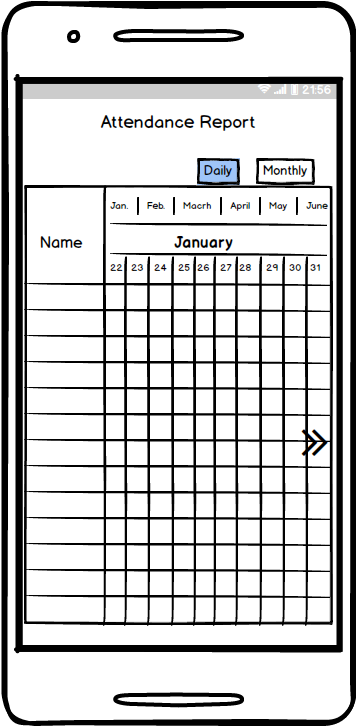 21:56
Attendance Report
Daily Monthly
Jan. Feb. Macrh April May June
Name
January
22 23 24 25 26 27 28 29 30 31